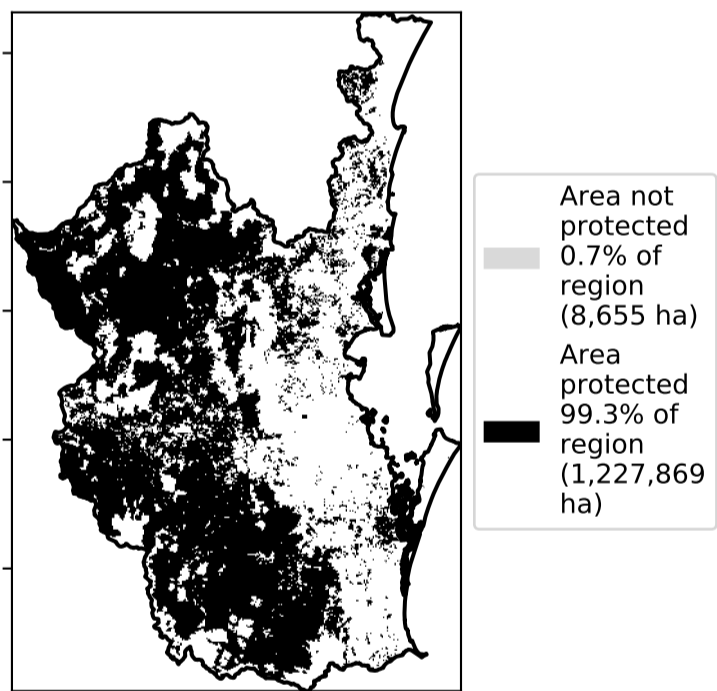 Area not
protected
0.7% of
region
(8,655 ha)
Area
protected
99.3% of
region
(1,227,869
ha)